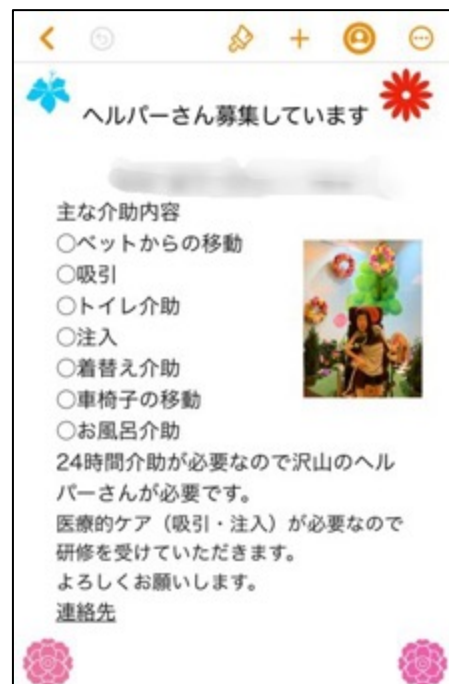 ヘルパーさん募集しています
主な介助内容
○ベットからの移動
○吸引
○トイレ介助
○注入
○着替え介助
○車椅子の移動
○お風呂介助
24時間介助が必要なので沢山のヘル
パーさんが必要です。
医療的ケア（吸引・注入）が必要なので
研修を受けていただきます。
よろしくお願いします。
連絡先